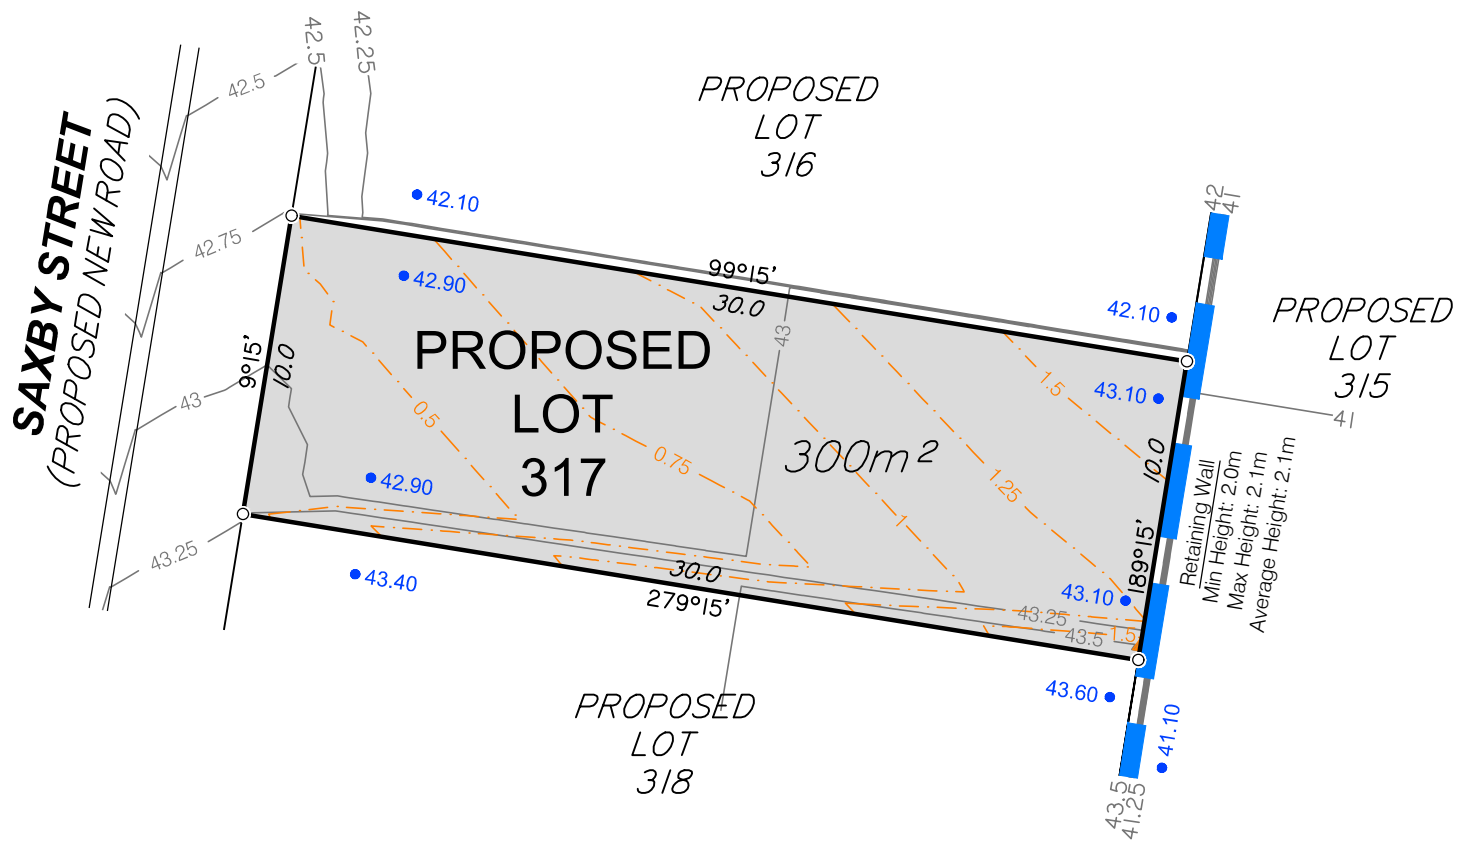 42.5
42.25
42.5
SAXBY STREET
(PROPOSED NEW ROAD)
42.75
43
43.25
PROPOSED
LOT
316
42.10
42.90
99°15'
30.0
43
9°15'
10.0
PROPOSED
LOT
317
300m²
0.5
0.75
1
1.25
1.5
42.90
43.40
30.0
279°15'
42
41
42.10
43.10
PROPOSED
LOT
315
41
10.0
189°15'
Retaining Wall
Min Height: 2.0m
Max Height: 2.1m
Average Height: 2.1m
43.10
43.25
43.5
1.5
43.60
41.10
43.5
41.25
PROPOSED
LOT
318